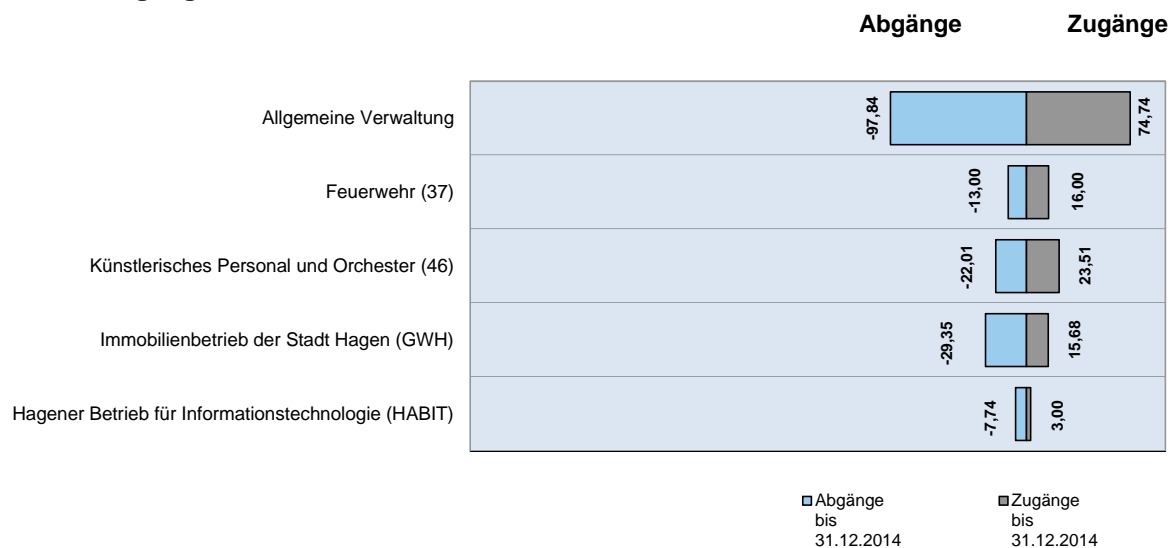 Abgänge Zugänge
Allgemeine Verwaltung -97,84 74,74
Feuerwehr (37) -13,00 16,00
Künstlerisches Personal und Orchester (46) -22,01 23,51
Immobilienbetrieb der Stadt Hagen (GWH) -29,35 15,68
Hagener Betrieb für Informationstechnologie (HABIT) -7,74 3,00
Abgänge
bis
31.12.2014
Zugänge
bis
31.12.2014